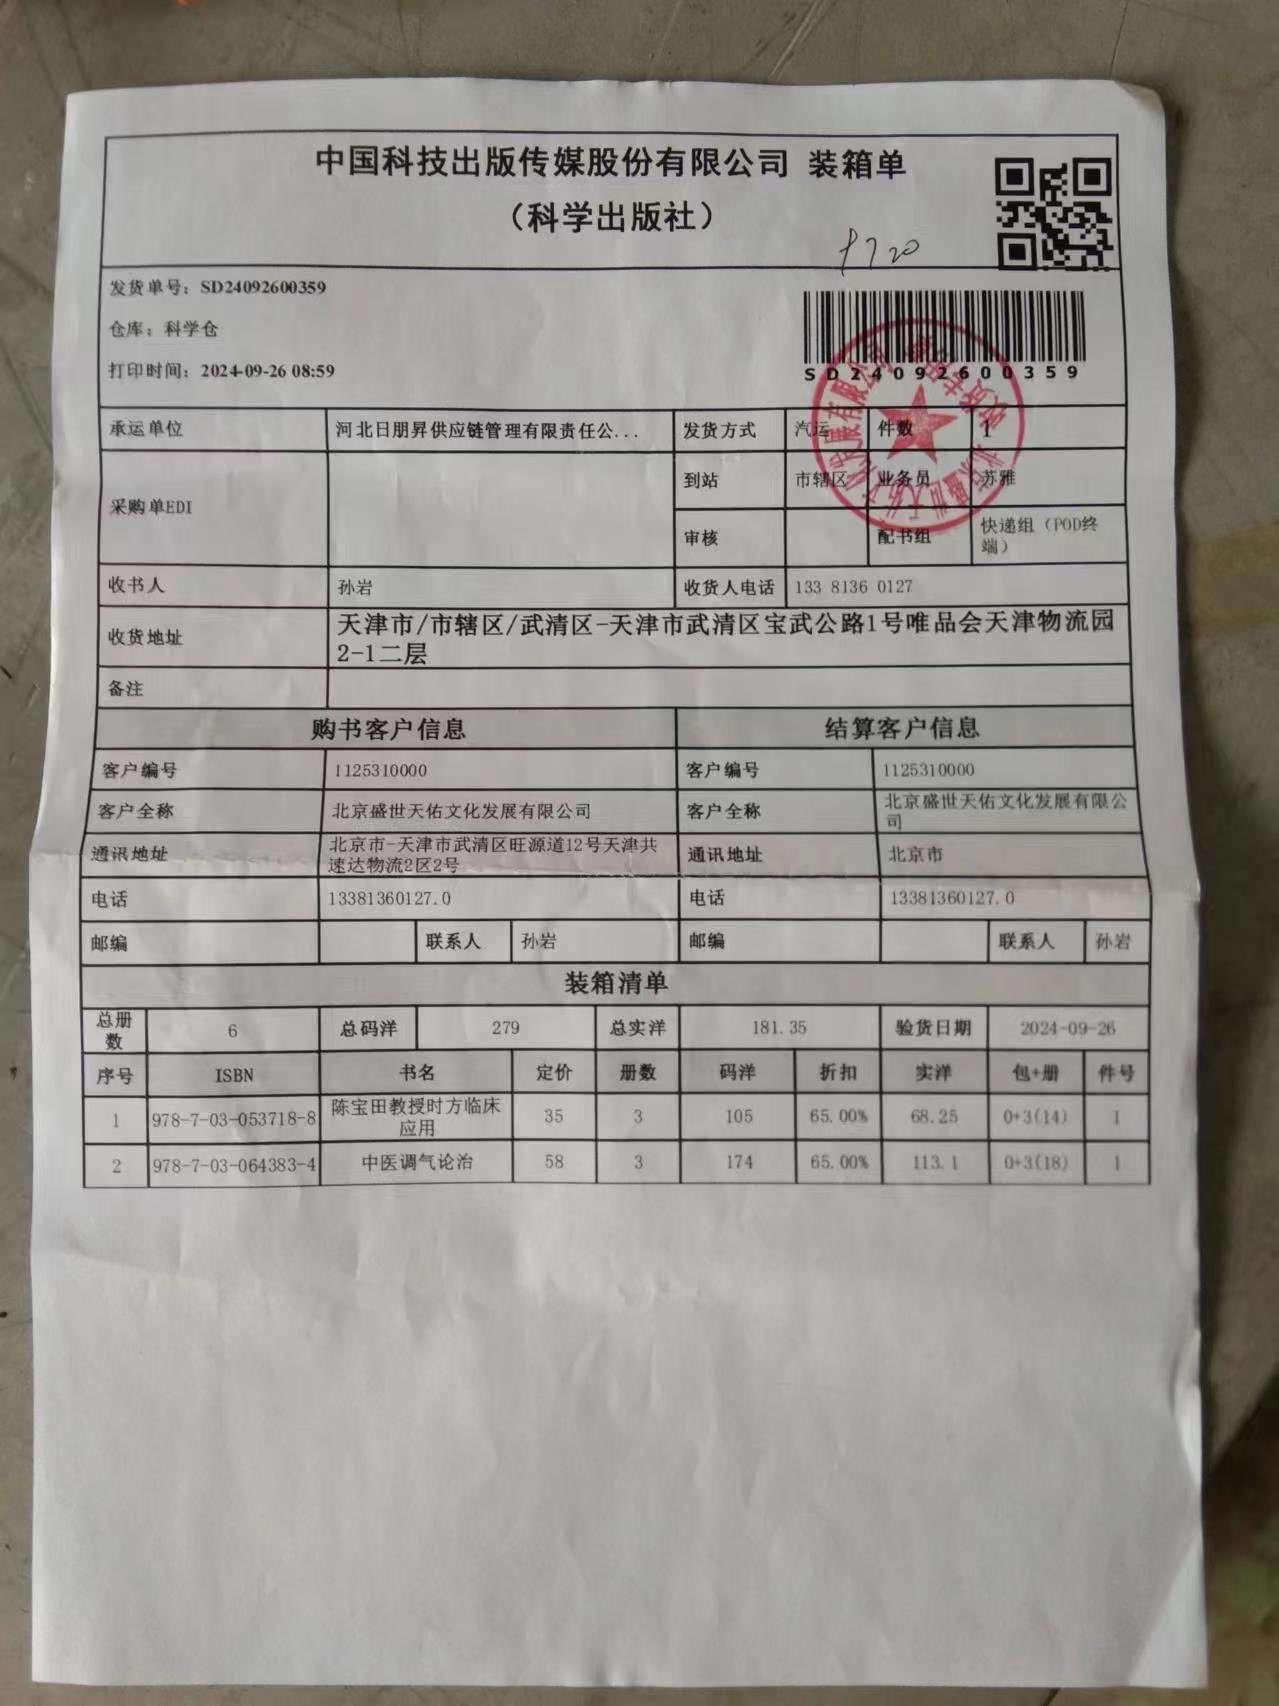 中国科技出版传媒股份有限公司 装箱单
（科学出版社）
发货单号：SD24092600359
仓库：科学仓
打印时间：2024-09-26 08:59
SD24092600359
承运单位 河北日朋昇供应链管理有限责任公... 发货方式 汽运 件数 1
采购单EDI 到站 市辖区 业务员 苏雅
审核 配书组 快递组（POD终端）
收书人 孙岩 收货人电话 133 8136 0127
收货地址 天津市/市辖区/武清区-天津市武清区宝武公路1号唯品会天津物流园
2-1二层
备注
购书客户信息 结算客户信息
客户编号 1125310000 客户编号 1125310000
客户全称 北京盛世天佑文化发展有限公司 客户全称 北京盛世天佑文化发展有限公司
通讯地址 北京市-天津市武清区旺源道12号天津共速达物流2区2号 通讯地址 北京市
电话 13381360127.0 电话 13381360127.0
邮编 联系人 孙岩 邮编 联系人 孙岩
装箱清单
总册数 6 总码洋 279 总实洋 181.35 验货日期 2024-09-26
序号 ISBN 书名 定价 册数 码洋 折扣 实洋 包+册 件号
1 978-7-03-053718-8 陈宝田教授时方临床应用 35 3 105 65.00% 68.25 0+3(14) 1
2 978-7-03-064383-4 中医调气论治 58 3 174 65.00% 113.1 0+3(18) 1